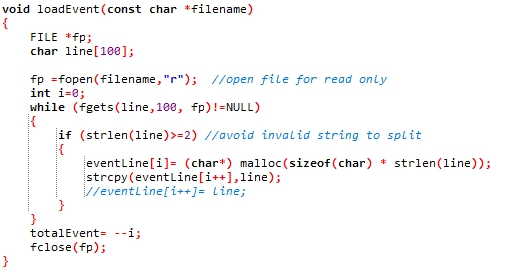 void loadEvent(const char *filename)
{
FILE *fp;
char line[100];
fp =fopen(filename,"r"); //open file for read only
int i=0;
while (fgets(line,100, fp)!=NULL)
{
if (strlen(line)>=2) //avoid invalid string to split
{
eventLine[i]= (char*) malloc(sizeof(char) * strlen(line));
strcpy(eventLine[i++],line);
//eventLine[i++]= line;
}
}
totalEvent= --i;
fclose(fp);
}